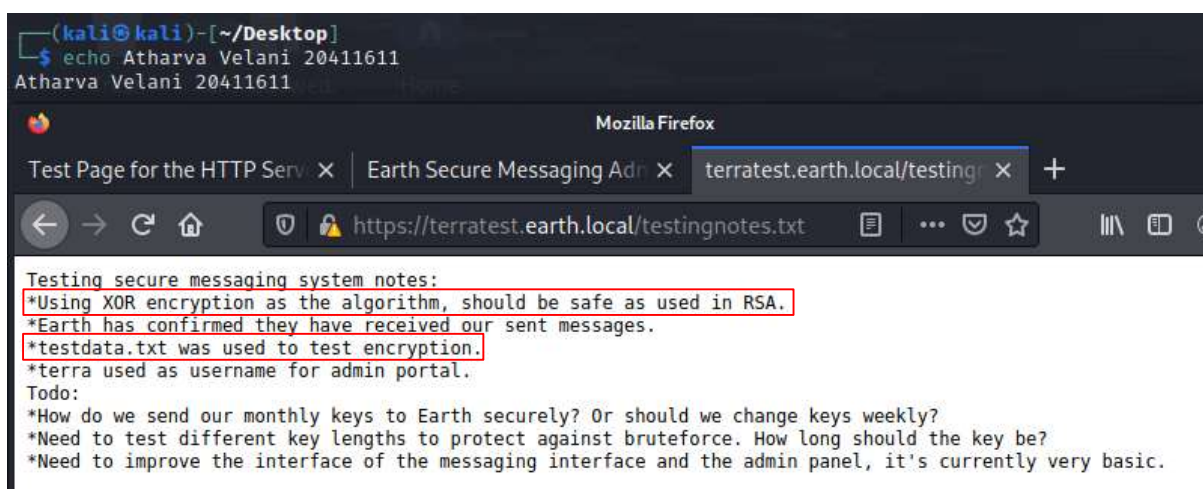 (kali㉿kali)-[~/Desktop]
$ echo Atharva Velani 20411611
Atharva Velani 20411611
Mozilla Firefox
Test Page for the HTTP Serv
Earth Secure Messaging Adm
terratest.earth.local/testing
https://terratest.earth.local/testingnotes.txt
Testing secure messaging system notes:
*Using XOR encryption as the algorithm, should be safe as used in RSA.
*Earth has confirmed they have received our sent messages.
*testdata.txt was used to test encryption.
*terra used as username for admin portal.
Todo:
*How do we send our monthly keys to Earth securely? Or should we change keys weekly?
*Need to test different key lengths to protect against bruteforce. How long should the key be?
*Need to improve the interface of the messaging interface and the admin panel, it's currently very basic.